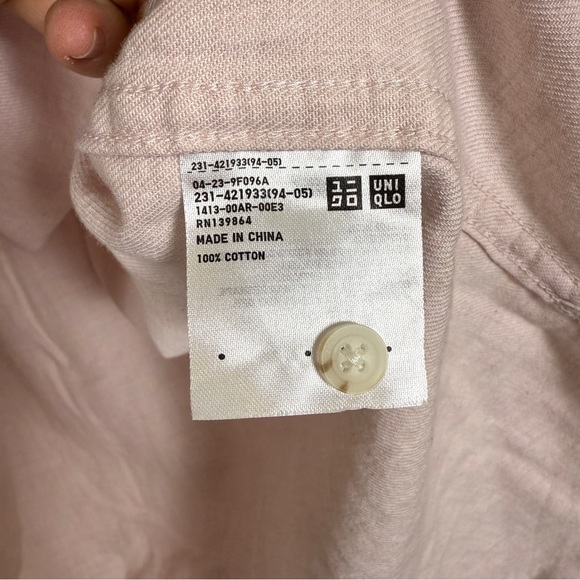 231-421933(94-05)
04-23-9F096A
231-421933(94-05)
1413-00AR-00E3
RN139864
MADE IN CHINA
100% COTTON
ユニ
クロ
UNI
QLO